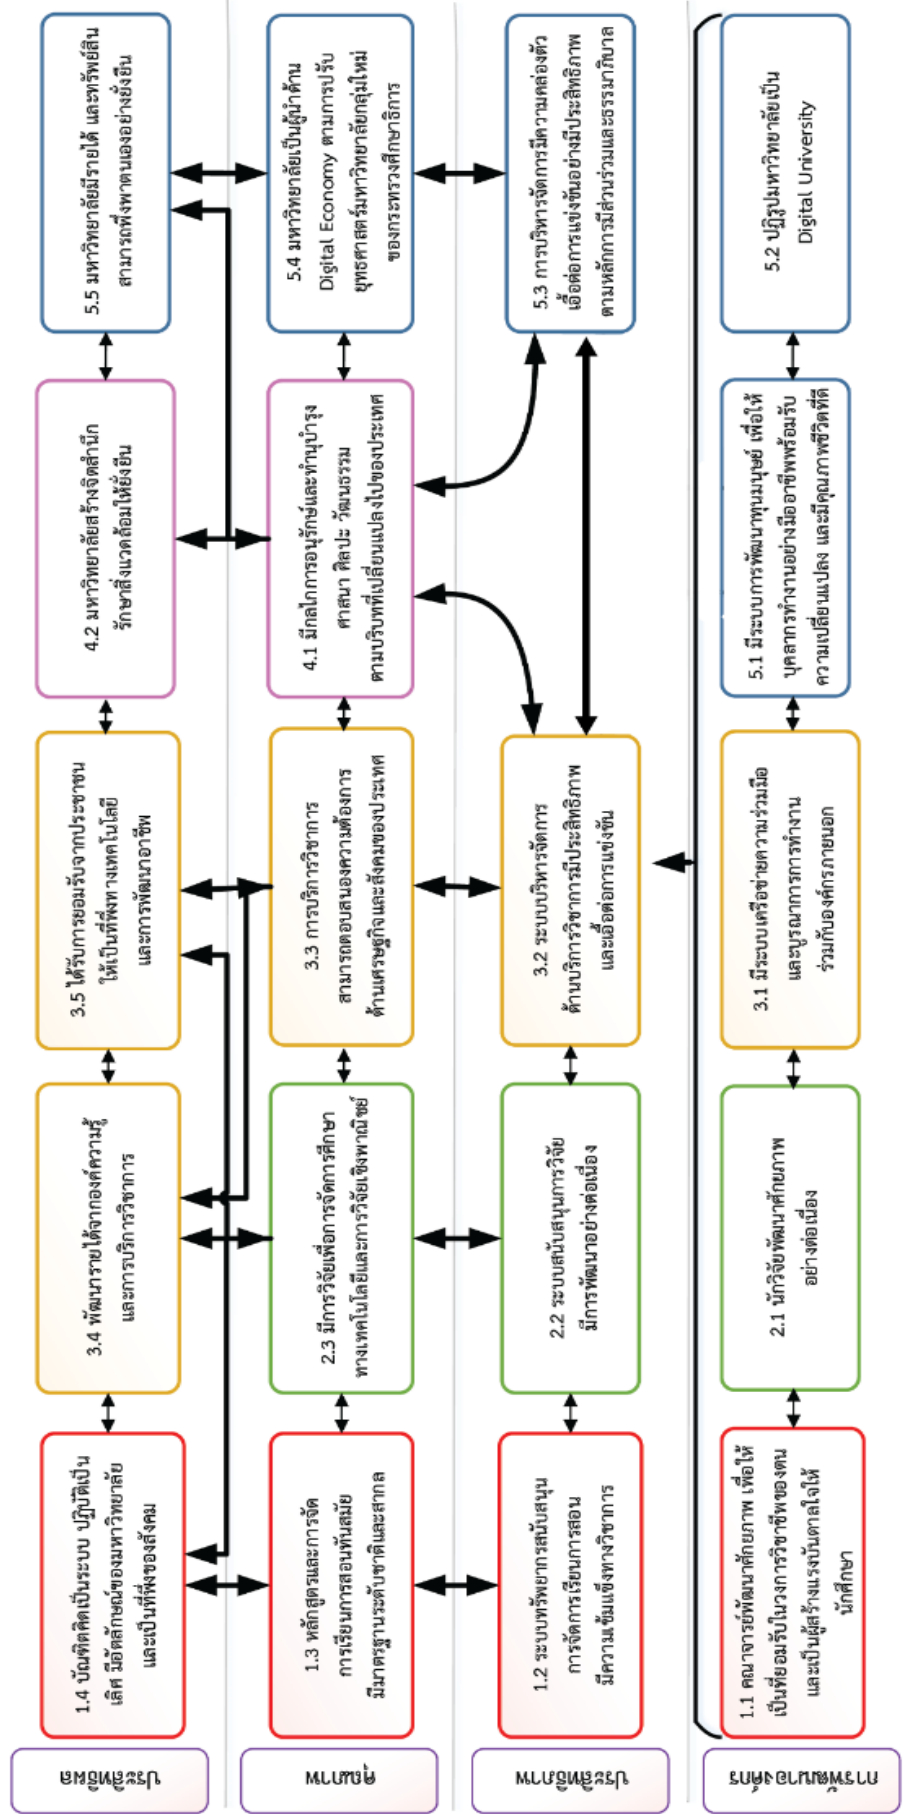 ประสิทธิผล
1.4 บัณฑิตคิดเป็นระบบ ปฏิบัติเป็น
เลิศ มีอัตลักษณ์ของมหาวิทยาลัย
และเป็นที่พึ่งของสังคม
3.4 พัฒนารายได้จากองค์ความรู้
และการบริการวิชาการ
3.5 ได้รับการยอมรับจากประชาชน
ให้เป็นที่พึ่งทางเทคโนโลยี
และการพัฒนาอาชีพ
4.2 มหาวิทยาลัยสร้างจิตสำนึก
รักษาสิ่งแวดล้อมให้ยั่งยืน
5.5 มหาวิทยาลัยมีรายได้ และทรัพย์สิน
สามารถพึ่งพาตนเองอย่างยั่งยืน
คุณภาพ
1.3 หลักสูตรและการจัด
การเรียนการสอนทันสมัย
มีมาตรฐานระดับชาติและสากล
2.3 มีการวิจัยเพื่อการจัดการศึกษา
ทางเทคโนโลยีและการวิจัยเชิงพาณิชย์
3.3 การบริการวิชาการ
สามารถตอบสนองความต้องการ
ด้านเศรษฐกิจและสังคมของประเทศ
4.1 มีกลไกการอนุรักษ์และทำนุบำรุง
ศาสนา ศิลปะ วัฒนธรรม
ตามบริบทที่เปลี่ยนแปลงไปของประเทศ
5.4 มหาวิทยาลัยเป็นผู้นำด้าน
Digital Economy ตามการปรับ
ยุทธศาสตร์มหาวิทยาลัยกลุ่มใหม่
ของกระทรวงศึกษาธิการ
ประสิทธิภาพ
1.2 ระบบทรัพยากรสนับสนุน
การจัดการเรียนการสอน
มีความเข้มแข็งทางวิชาการ
2.2 ระบบสนับสนุนการวิจัย
มีการพัฒนาอย่างต่อเนื่อง
3.2 ระบบบริหารจัดการ
ด้านบริการวิชาการมีประสิทธิภาพ
และเอื้อต่อการแข่งขัน
5.3 การบริหารจัดการมีความคล่องตัว
เอื้อต่อการแข่งขันอย่างมีประสิทธิภาพ
ตามหลักการมีส่วนร่วมและธรรมาภิบาล
การพัฒนาองค์กร
1.1 คณาจารย์พัฒนาศักยภาพ เพื่อให้
เป็นที่ยอมรับในวงการวิชาชีพของตน
และเป็นผู้สร้างแรงบันดาลใจให้
นักศึกษา
2.1 นักวิจัยพัฒนาศักยภาพ
อย่างต่อเนื่อง
3.1 มีระบบเครือข่ายความร่วมมือ
และบูรณาการการทำงาน
ร่วมกับองค์กรภายนอก
5.1 มีระบบการพัฒนาทุนมนุษย์ เพื่อให้
บุคลากรทำงานอย่างมืออาชีพพร้อมรับ
ความเปลี่ยนแปลง และมีคุณภาพชีวิตที่ดี
5.2 ปฏิรูปมหาวิทยาลัยเป็น
Digital University